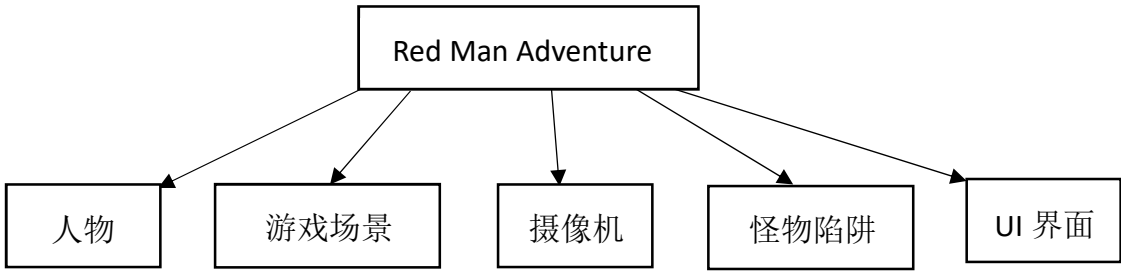 Red Man Adventure
人物
游戏场景
摄像机
怪物陷阱
UI 界面